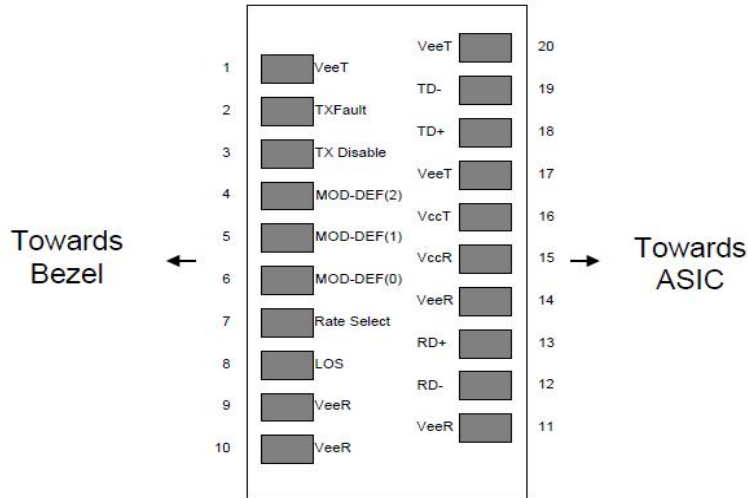 1 VeeT
2 TXFault
3 TX Disable
4 MOD-DEF(2)
5 MOD-DEF(1)
6 MOD-DEF(0)
7 Rate Select
8 LOS
9 VeeR
10 VeeR
VeeT 20
TD- 19
TD+ 18
VeeT 17
VccT 16
VccR 15
VeeR 14
RD+ 13
RD- 12
VeeR 11
Towards
Bezel
Towards
ASIC